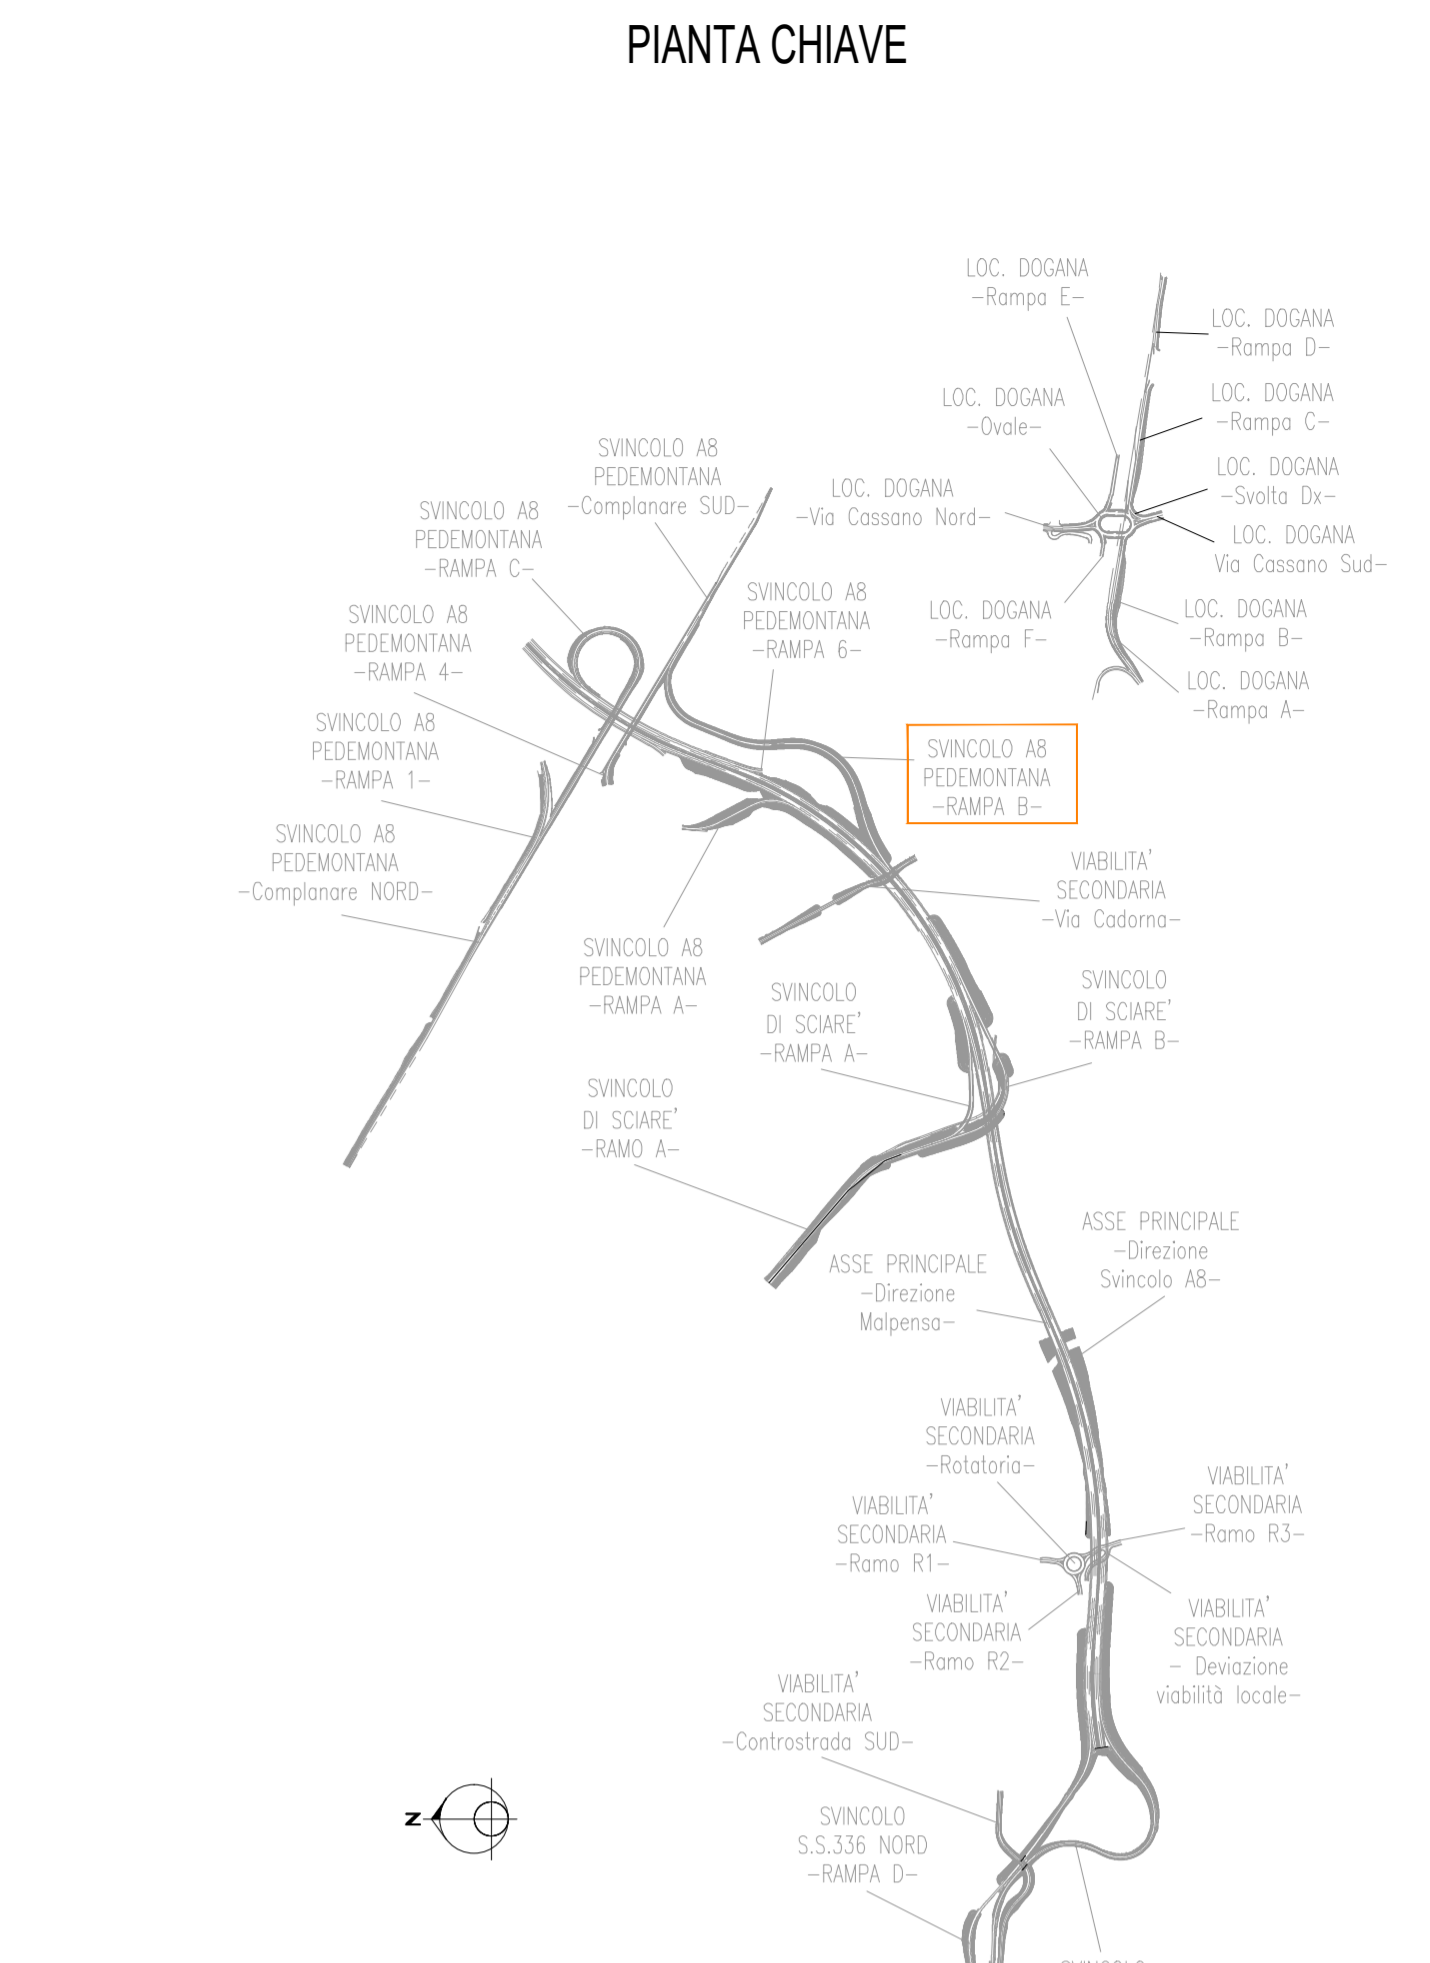 PIANTA CHIAVE
LOC. DOGANA
-Rampa E-
LOC. DOGANA
-Rampa D-
LOC. DOGANA
-Rampa C-
LOC. DOGANA
-Ovale-
SVINCOLO A8
PEDEMONTANA
-Complanare SUD-
LOC. DOGANA
-Svolta Dx-
LOC. DOGANA
-Via Cassano Nord-
SVINCOLO A8
PEDEMONTANA
-RAMPA C-
LOC. DOGANA
Via Cassano Sud-
SVINCOLO A8
PEDEMONTANA
-RAMPA 6-
LOC. DOGANA
-Rampa F-
LOC. DOGANA
-Rampa B-
SVINCOLO A8
PEDEMONTANA
-RAMPA 4-
LOC. DOGANA
-Rampa A-
SVINCOLO A8
PEDEMONTANA
-RAMPA 1-
SVINCOLO A8
PEDEMONTANA
-RAMPA B-
SVINCOLO A8
PEDEMONTANA
-Complanare NORD-
VIABILITA'
SECONDARIA
-Via Cadorna-
SVINCOLO A8
PEDEMONTANA
-RAMPA A-
SVINCOLO
DI SCIARE'
-RAMPA A-
SVINCOLO
DI SCIARE'
-RAMPA B-
SVINCOLO
DI SCIARE'
-RAMO A-
ASSE PRINCIPALE
-Direzione
Svincolo A8-
ASSE PRINCIPALE
-Direzione
Malpensa-
VIABILITA'
SECONDARIA
-Rotatoria-
VIABILITA'
SECONDARIA
-Ramo R3-
VIABILITA'
SECONDARIA
-Ramo R1-
VIABILITA'
SECONDARIA
-Ramo R2-
VIABILITA'
SECONDARIA
- Deviazione
viabilità locale-
VIABILITA'
SECONDARIA
-Controstrada SUD-
N
SVINCOLO
S.S.336 NORD
-RAMPA D-